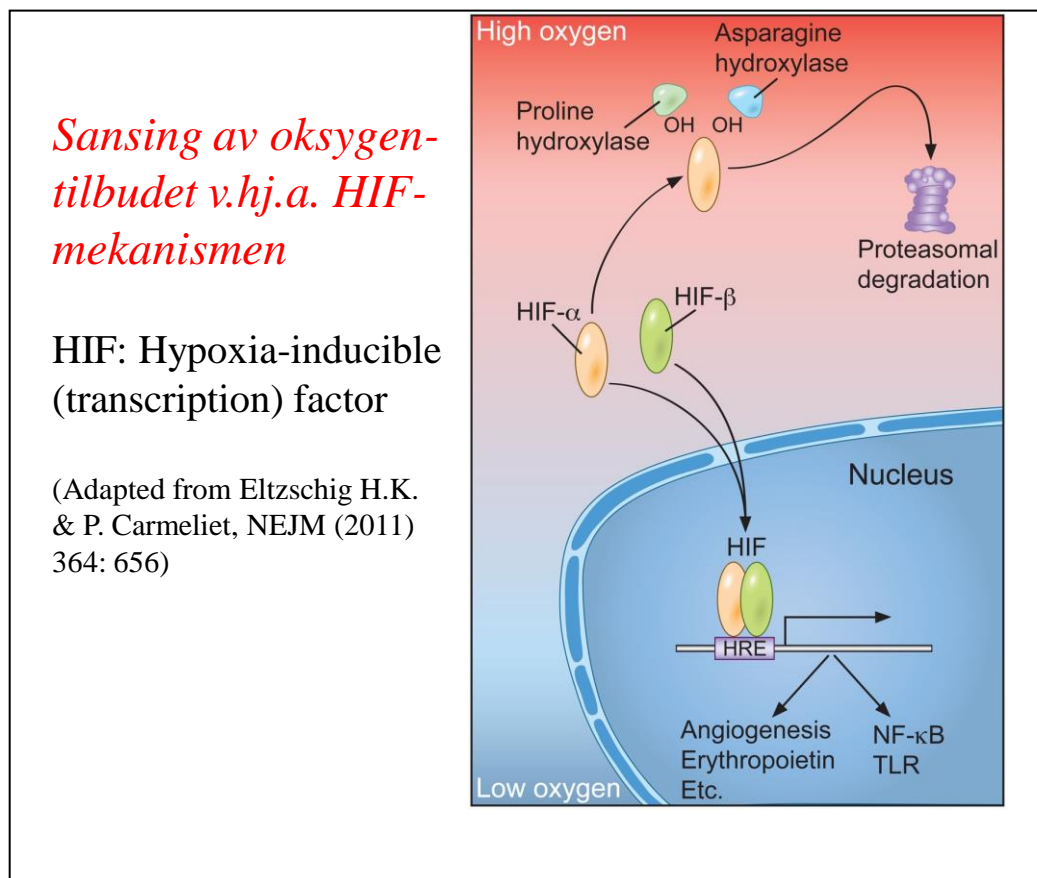 Sansing av oksygen-
tilbudet v.hj.a. HIF-
mekanismen
HIF: Hypoxia-inducible
(transcription) factor
(Adapted from Eltzschig H.K.
& P. Carmeliet, NEJM (2011)
364: 656)
High oxygen
Asparagine
hydroxylase
Proline
hydroxylase
OH OH
Proteasomal
degradation
HIF-α
HIF-β
Nucleus
HIF
HRE
Angiogenesis
Erythropoietin
Etc.
NF-κB
TLR
Low oxygen